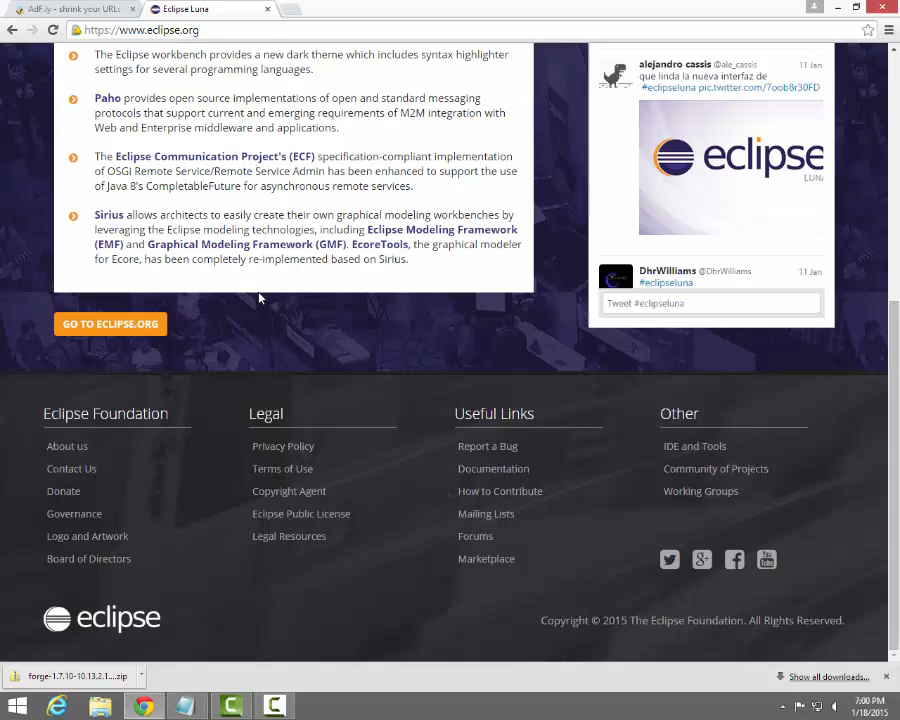 AdF.ly - shrink your URLs
Eclipse Luna
https://www.eclipse.org
The Eclipse workbench provides a new dark theme which includes syntax highlighter
settings for several programming languages.
Paho provides open source implementations of open and standard messaging
protocols that support current and emerging requirements of M2M integration with
Web and Enterprise middleware and applications.
The Eclipse Communication Project's (ECF) specification-compliant implementation
of OSGi Remote Service/Remote Service Admin has been enhanced to support the use
of Java 8's CompletableFuture for asynchronous remote services.
Sirius allows architects to easily create their own graphical modeling workbenches by
leveraging the Eclipse modeling technologies, including Eclipse Modeling Framework
(EMF) and Graphical Modeling Framework (GMF). EcoreTools, the graphical modeler
for Ecore, has been completely re-implemented based on Sirius.
GO TO ECLIPSE.ORG
alejandro cassis @ale_cassis 11 Jan
que linda la nueva interfaz de
#eclipseluna pic.twitter.com/7oob8r30FD
eclipse
LUNA
DhrWilliams @DhrWilliams 11 Jan
#eclipseluna
Tweet #eclipseluna
Eclipse Foundation
About us
Contact Us
Donate
Governance
Logo and Artwork
Board of Directors
Legal
Privacy Policy
Terms of Use
Copyright Agent
Eclipse Public License
Legal Resources
Useful Links
Report a Bug
Documentation
How to Contribute
Mailing Lists
Forums
Marketplace
Other
IDE and Tools
Community of Projects
Working Groups
You
Tube
eclipse
Copyright © 2015 The Eclipse Foundation. All Rights Reserved.
forge-1.7.10-10.13.2.1....zip
Show all downloads...
7:00 PM
1/18/2015